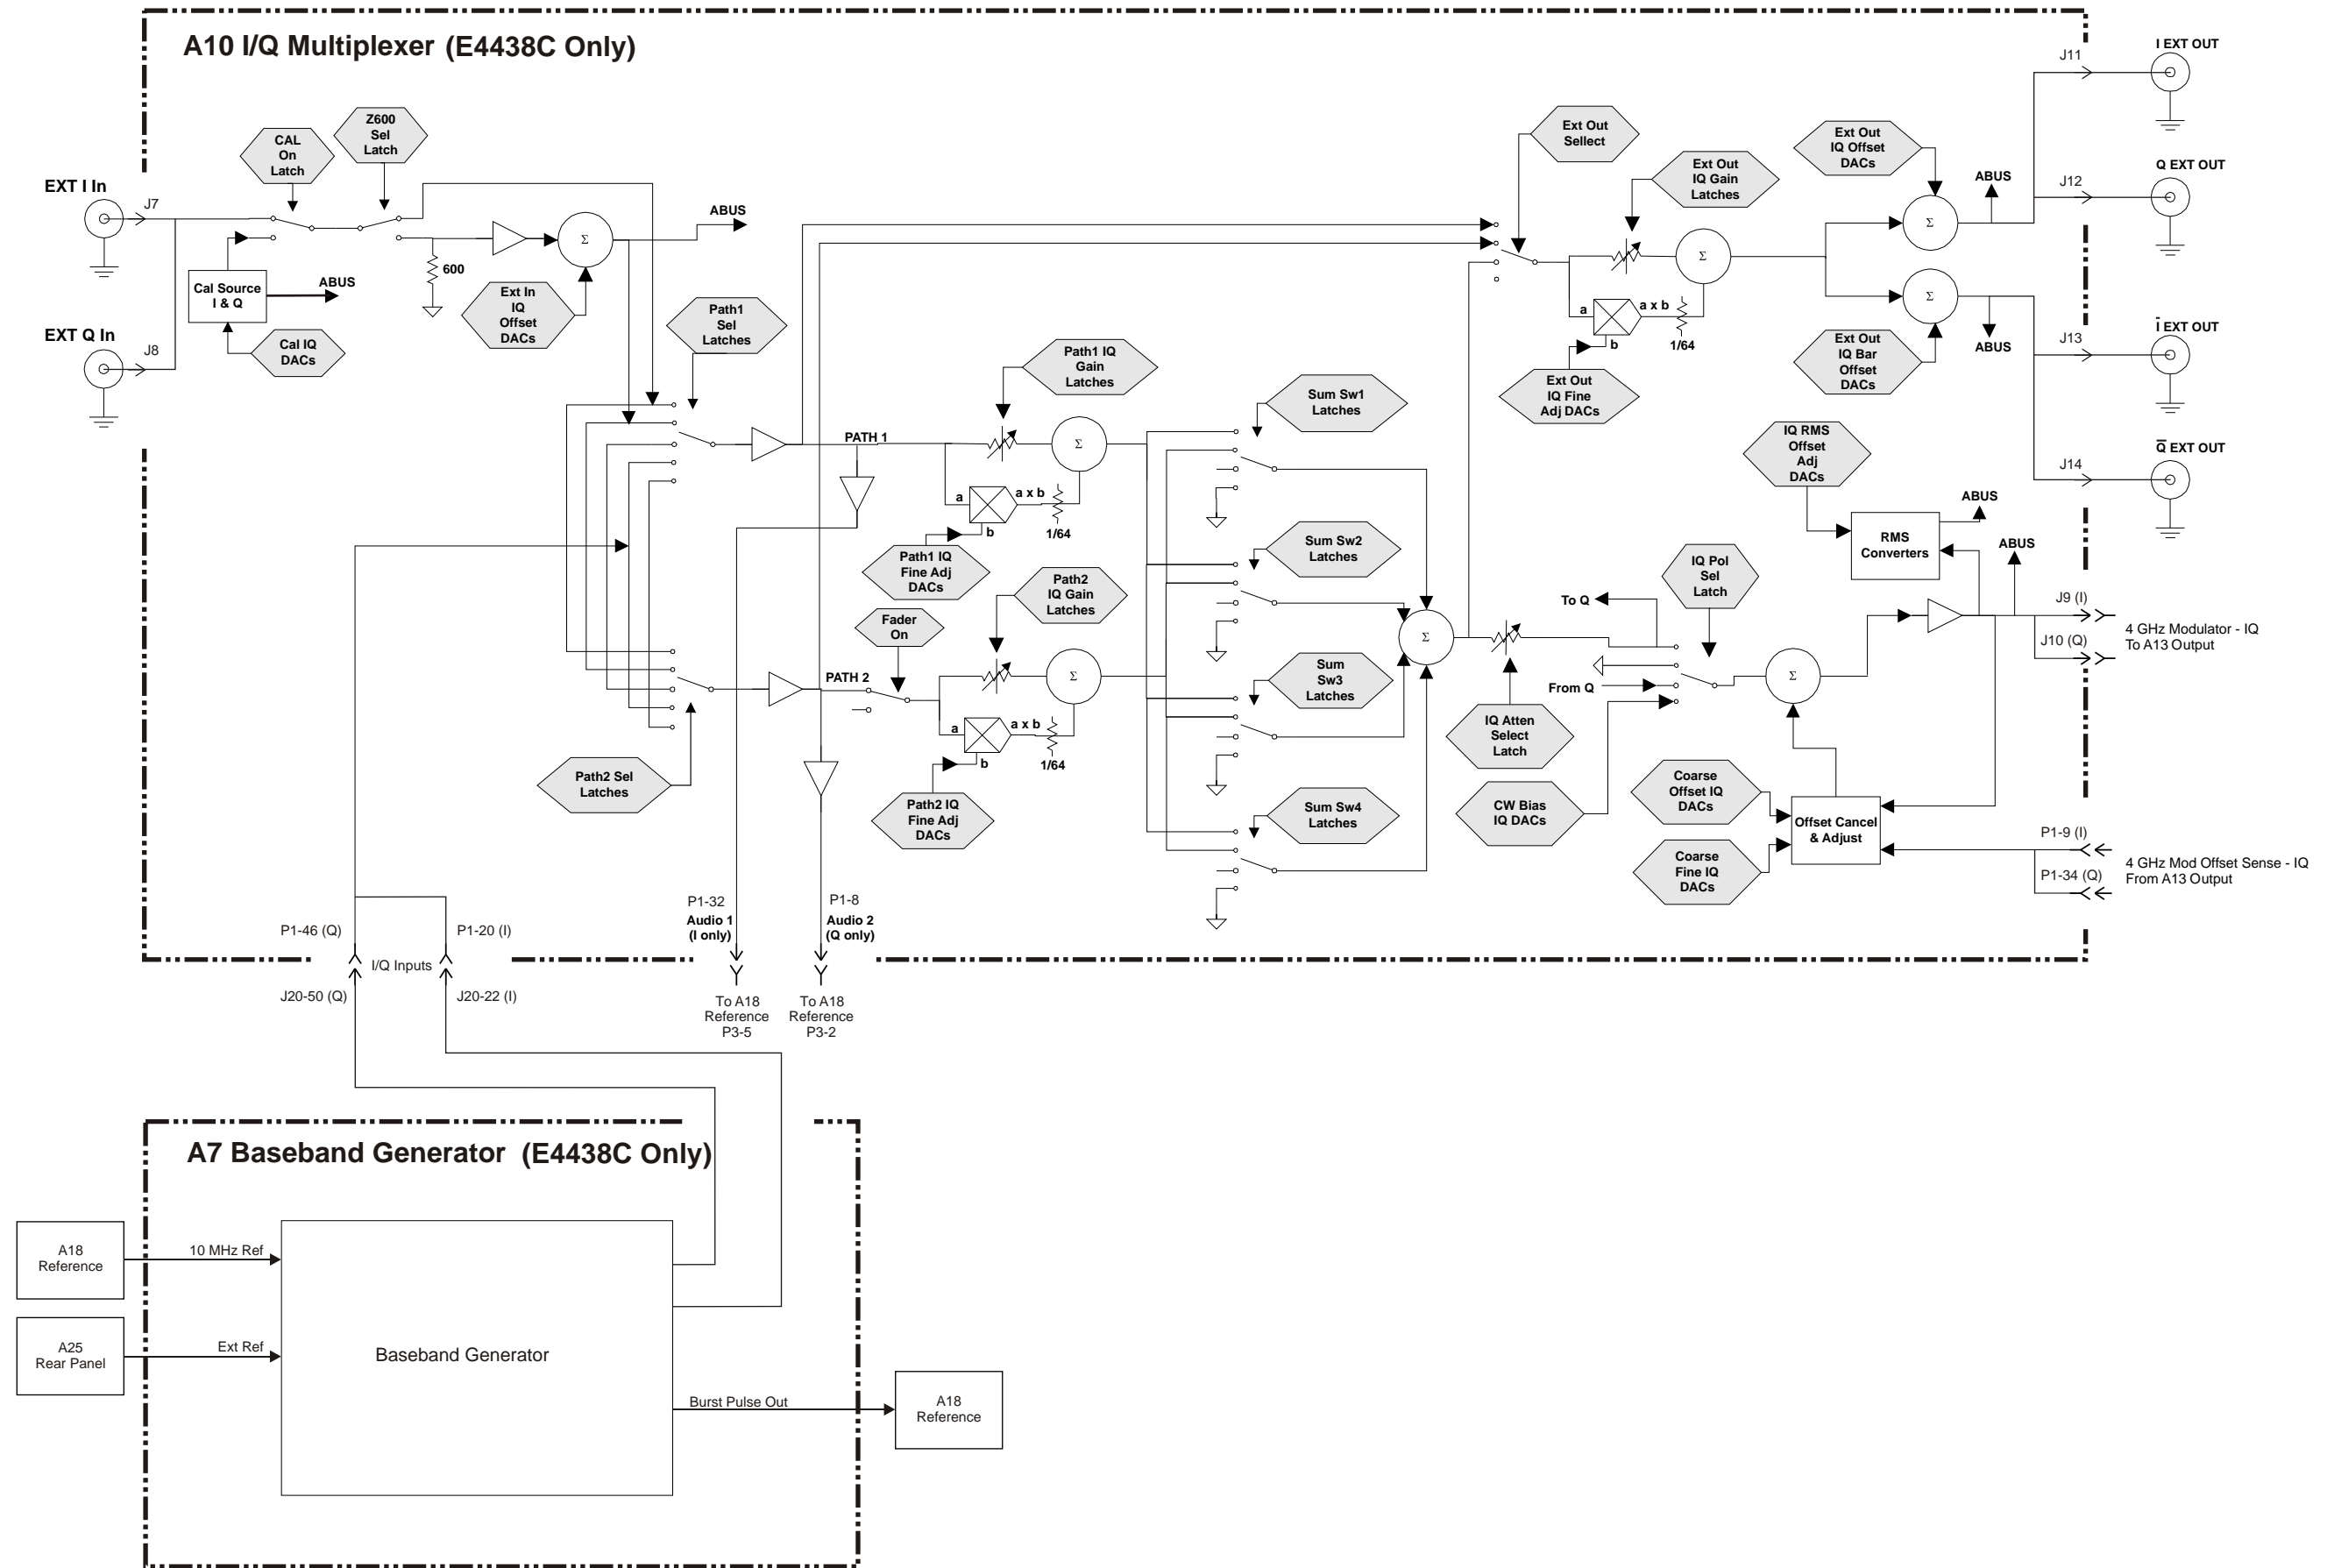 A10 I/Q Multiplexer (E4438C Only)
EXT I In
J7
EXT Q In
J8
CAL
On
Latch
Z600
Sel
Latch
Cal Source
I & Q
ABUS
Cal IQ
DACs
600
Σ
ABUS
Ext In
IQ
Offset
DACs
Path1
Sel
Latches
PATH 1
Path1 IQ
Gain
Latches
Σ
a
a x b
b
1/64
Path1 IQ
Fine Adj
DACs
Path2 Sel
Latches
PATH 2
Fader
On
Path2
IQ Gain
Latches
Σ
a
a x b
b
1/64
Path2 IQ
Fine Adj
DACs
Sum Sw1
Latches
Sum Sw2
Latches
Sum
Sw3
Latches
Sum Sw4
Latches
Σ
Ext Out
Sellect
Ext Out
IQ Gain
Latches
Σ
a
a x b
b
1/64
Ext Out
IQ Fine
Adj DACs
Ext Out
IQ Offset
DACs
Σ
ABUS
Σ
ABUS
Ext Out
IQ Bar
Offset
DACs
J11
I EXT OUT
J12
Q EXT OUT
J13
I̅ EXT OUT
J14
Q̅ EXT OUT
IQ RMS
Offset
Adj
DACs
RMS
Converters
ABUS
ABUS
IQ Pol
Sel
Latch
To Q
From Q
IQ Atten
Select
Latch
CW Bias
IQ DACs
Σ
Coarse
Offset IQ
DACs
Coarse
Fine IQ
DACs
Offset Cancel
& Adjust
J9 (I)
J10 (Q)
4 GHz Modulator - IQ
To A13 Output
P1-9 (I)
P1-34 (Q)
4 GHz Mod Offset Sense - IQ
From A13 Output
P1-46 (Q)
P1-20 (I)
I/Q Inputs
J20-50 (Q)
J20-22 (I)
P1-32
Audio 1
(I only)
To A18
Reference
P3-5
P1-8
Audio 2
(Q only)
To A18
Reference
P3-2
A7 Baseband Generator (E4438C Only)
A18
Reference
10 MHz Ref
A25
Rear Panel
Ext Ref
Baseband Generator
Burst Pulse Out
A18
Reference